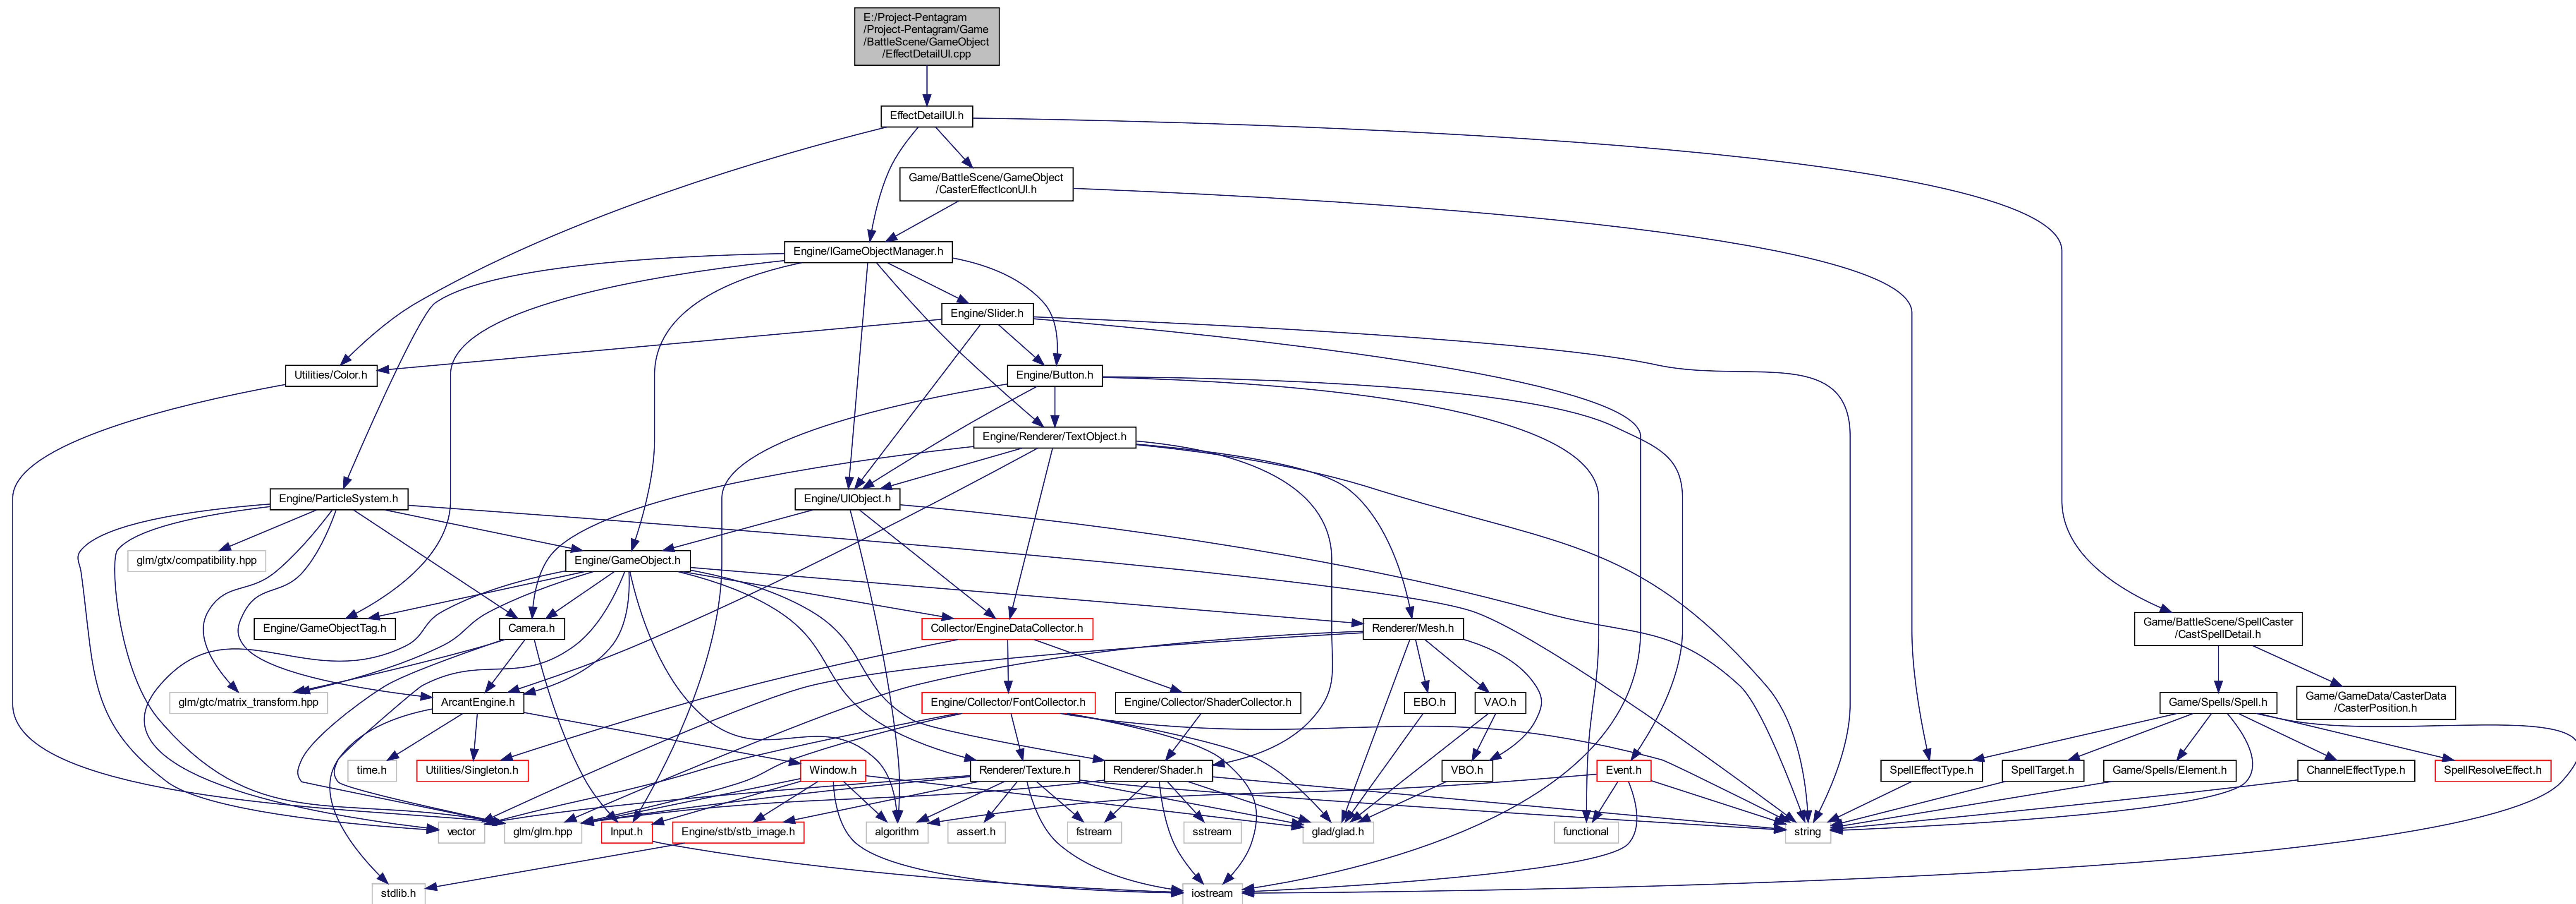 E:/Project-Pentagram
/Project-Pentagram/Game
/BattleScene/GameObject
/EffectDetailUI.cpp
EffectDetailUI.h
Game/BattleScene/GameObject
/CasterEffectIconUI.h
Engine/IGameObjectManager.h
Engine/Slider.h
Utilities/Color.h
Engine/Button.h
Engine/Renderer/TextObject.h
Engine/ParticleSystem.h
Engine/UIObject.h
glm/gtx/compatibility.hpp
Engine/GameObject.h
Engine/GameObjectTag.h
Camera.h
Collector/EngineDataCollector.h
Renderer/Mesh.h
Game/BattleScene/SpellCaster
/CastSpellDetail.h
glm/gtc/matrix_transform.hpp
ArcantEngine.h
Engine/Collector/FontCollector.h
Engine/Collector/ShaderCollector.h
EBO.h
VAO.h
Game/Spells/Spell.h
Game/GameData/CasterData
/CasterPosition.h
time.h
Utilities/Singleton.h
Window.h
Renderer/Texture.h
Renderer/Shader.h
VBO.h
Event.h
SpellEffectType.h
SpellTarget.h
Game/Spells/Element.h
ChannelEffectType.h
SpellResolveEffect.h
vector
glm/glm.hpp
Input.h
Engine/stb/stb_image.h
algorithm
assert.h
fstream
sstream
glad/glad.h
functional
string
stdlib.h
iostream